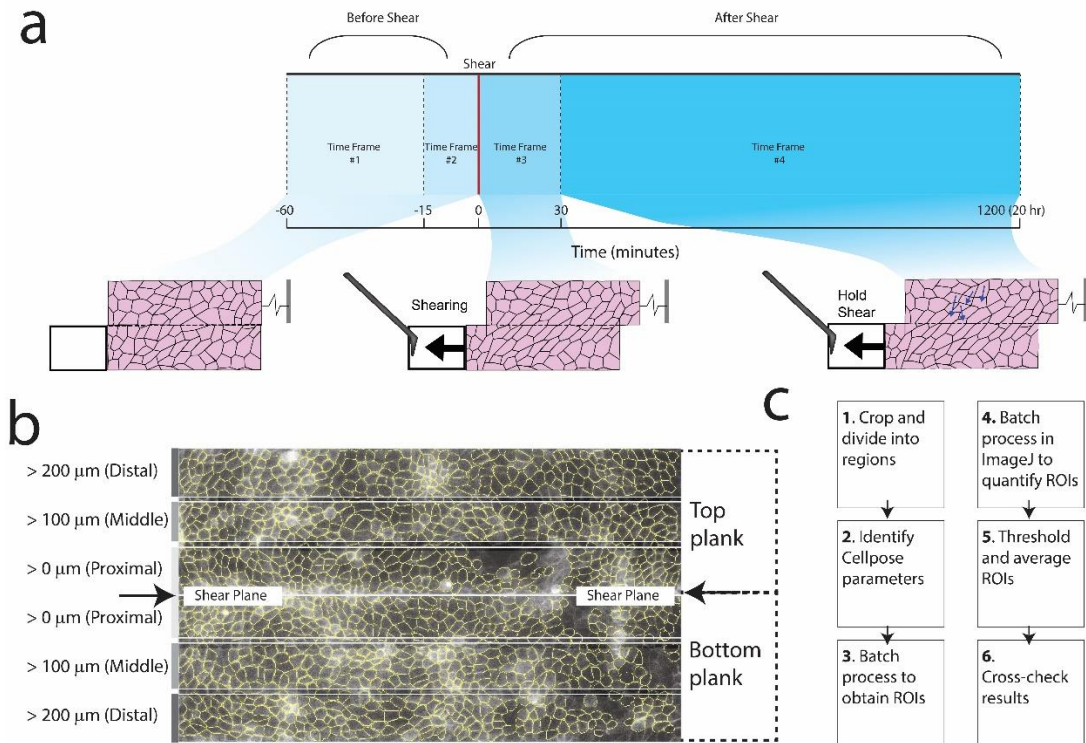 a
Before Shear
After Shear
Shear
Time Frame
#1
Time Frame
#2
Time Frame
#3
Time Frame
#4
-60
-15
0
30
1200 (20 hr)
Time (minutes)
Shearing
Hold
Shear
b
> 200 μm (Distal)
> 100 μm (Middle)
> 0 μm (Proximal)
> 0 μm (Proximal)
> 100 μm (Middle)
> 200 μm (Distal)
Shear Plane
Shear Plane
Top
plank
Bottom
plank
c
1. Crop and
divide into
regions
2. Identify
Cellpose
parameters
3. Batch
process to
obtain ROIs
4. Batch
process in
ImageJ to
quantify ROIs
5. Threshold
and average
ROIs
6.
Cross-check
results